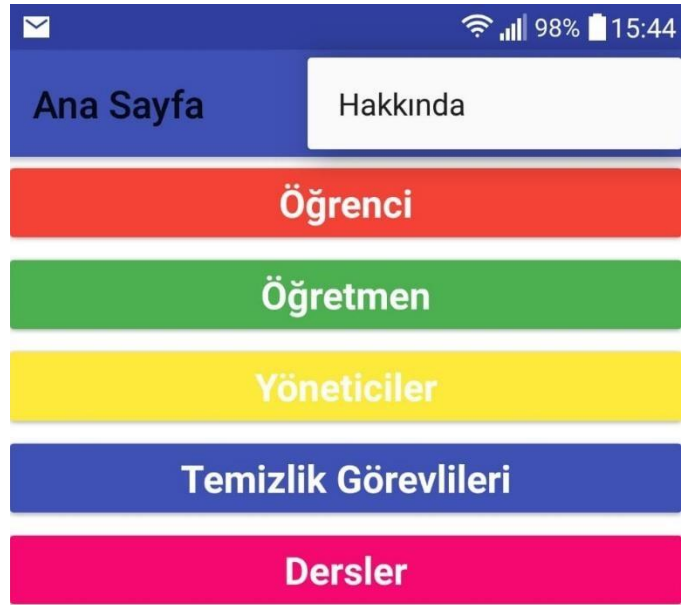 98% 15:44
Ana Sayfa
Hakkında
Öğrenci
Öğretmen
Yöneticiler
Temizlik Görevlileri
Dersler